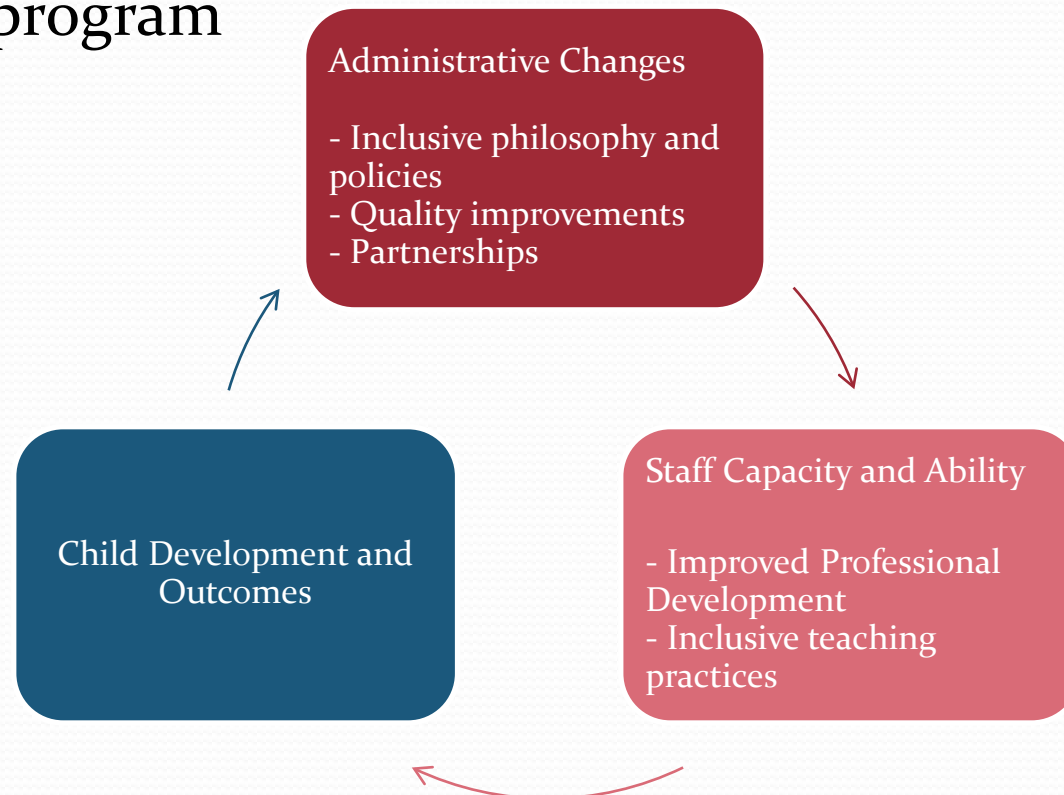 program
Administrative Changes
- Inclusive philosophy and
policies
- Quality improvements
- Partnerships
Child Development and
Outcomes
Staff Capacity and Ability
- Improved Professional
Development
- Inclusive teaching
practices